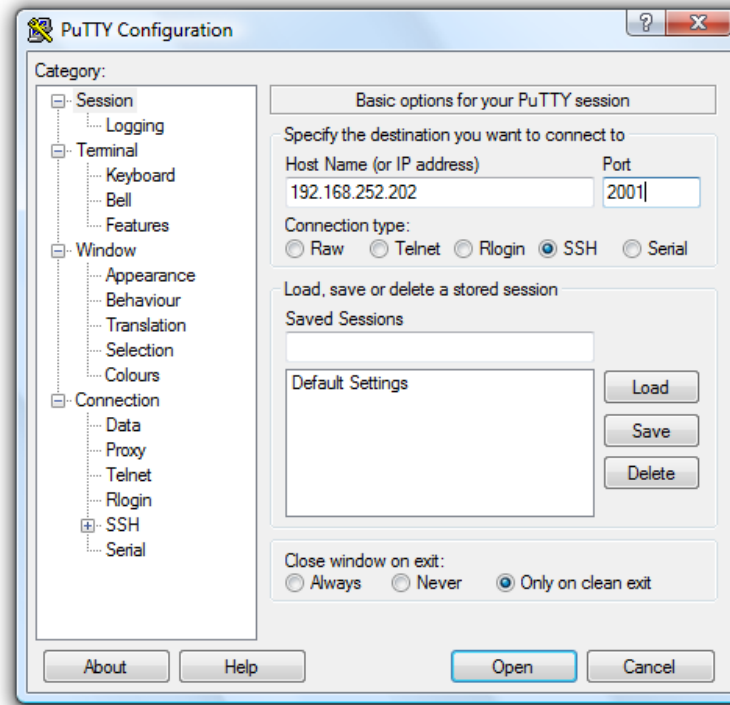 PuTTY Configuration
?
X
Category:
Session
Logging
Terminal
Keyboard
Bell
Features
Window
Appearance
Behaviour
Translation
Selection
Colours
Connection
Data
Proxy
Telnet
Rlogin
SSH
Serial
Basic options for your PuTTY session
Specify the destination you want to connect to
Host Name (or IP address) Port
192.168.252.202 2001
Connection type:
Raw Telnet Rlogin SSH Serial
Load, save or delete a stored session
Saved Sessions
Default Settings
Load
Save
Delete
Close window on exit:
Always Never Only on clean exit
About Help Open Cancel